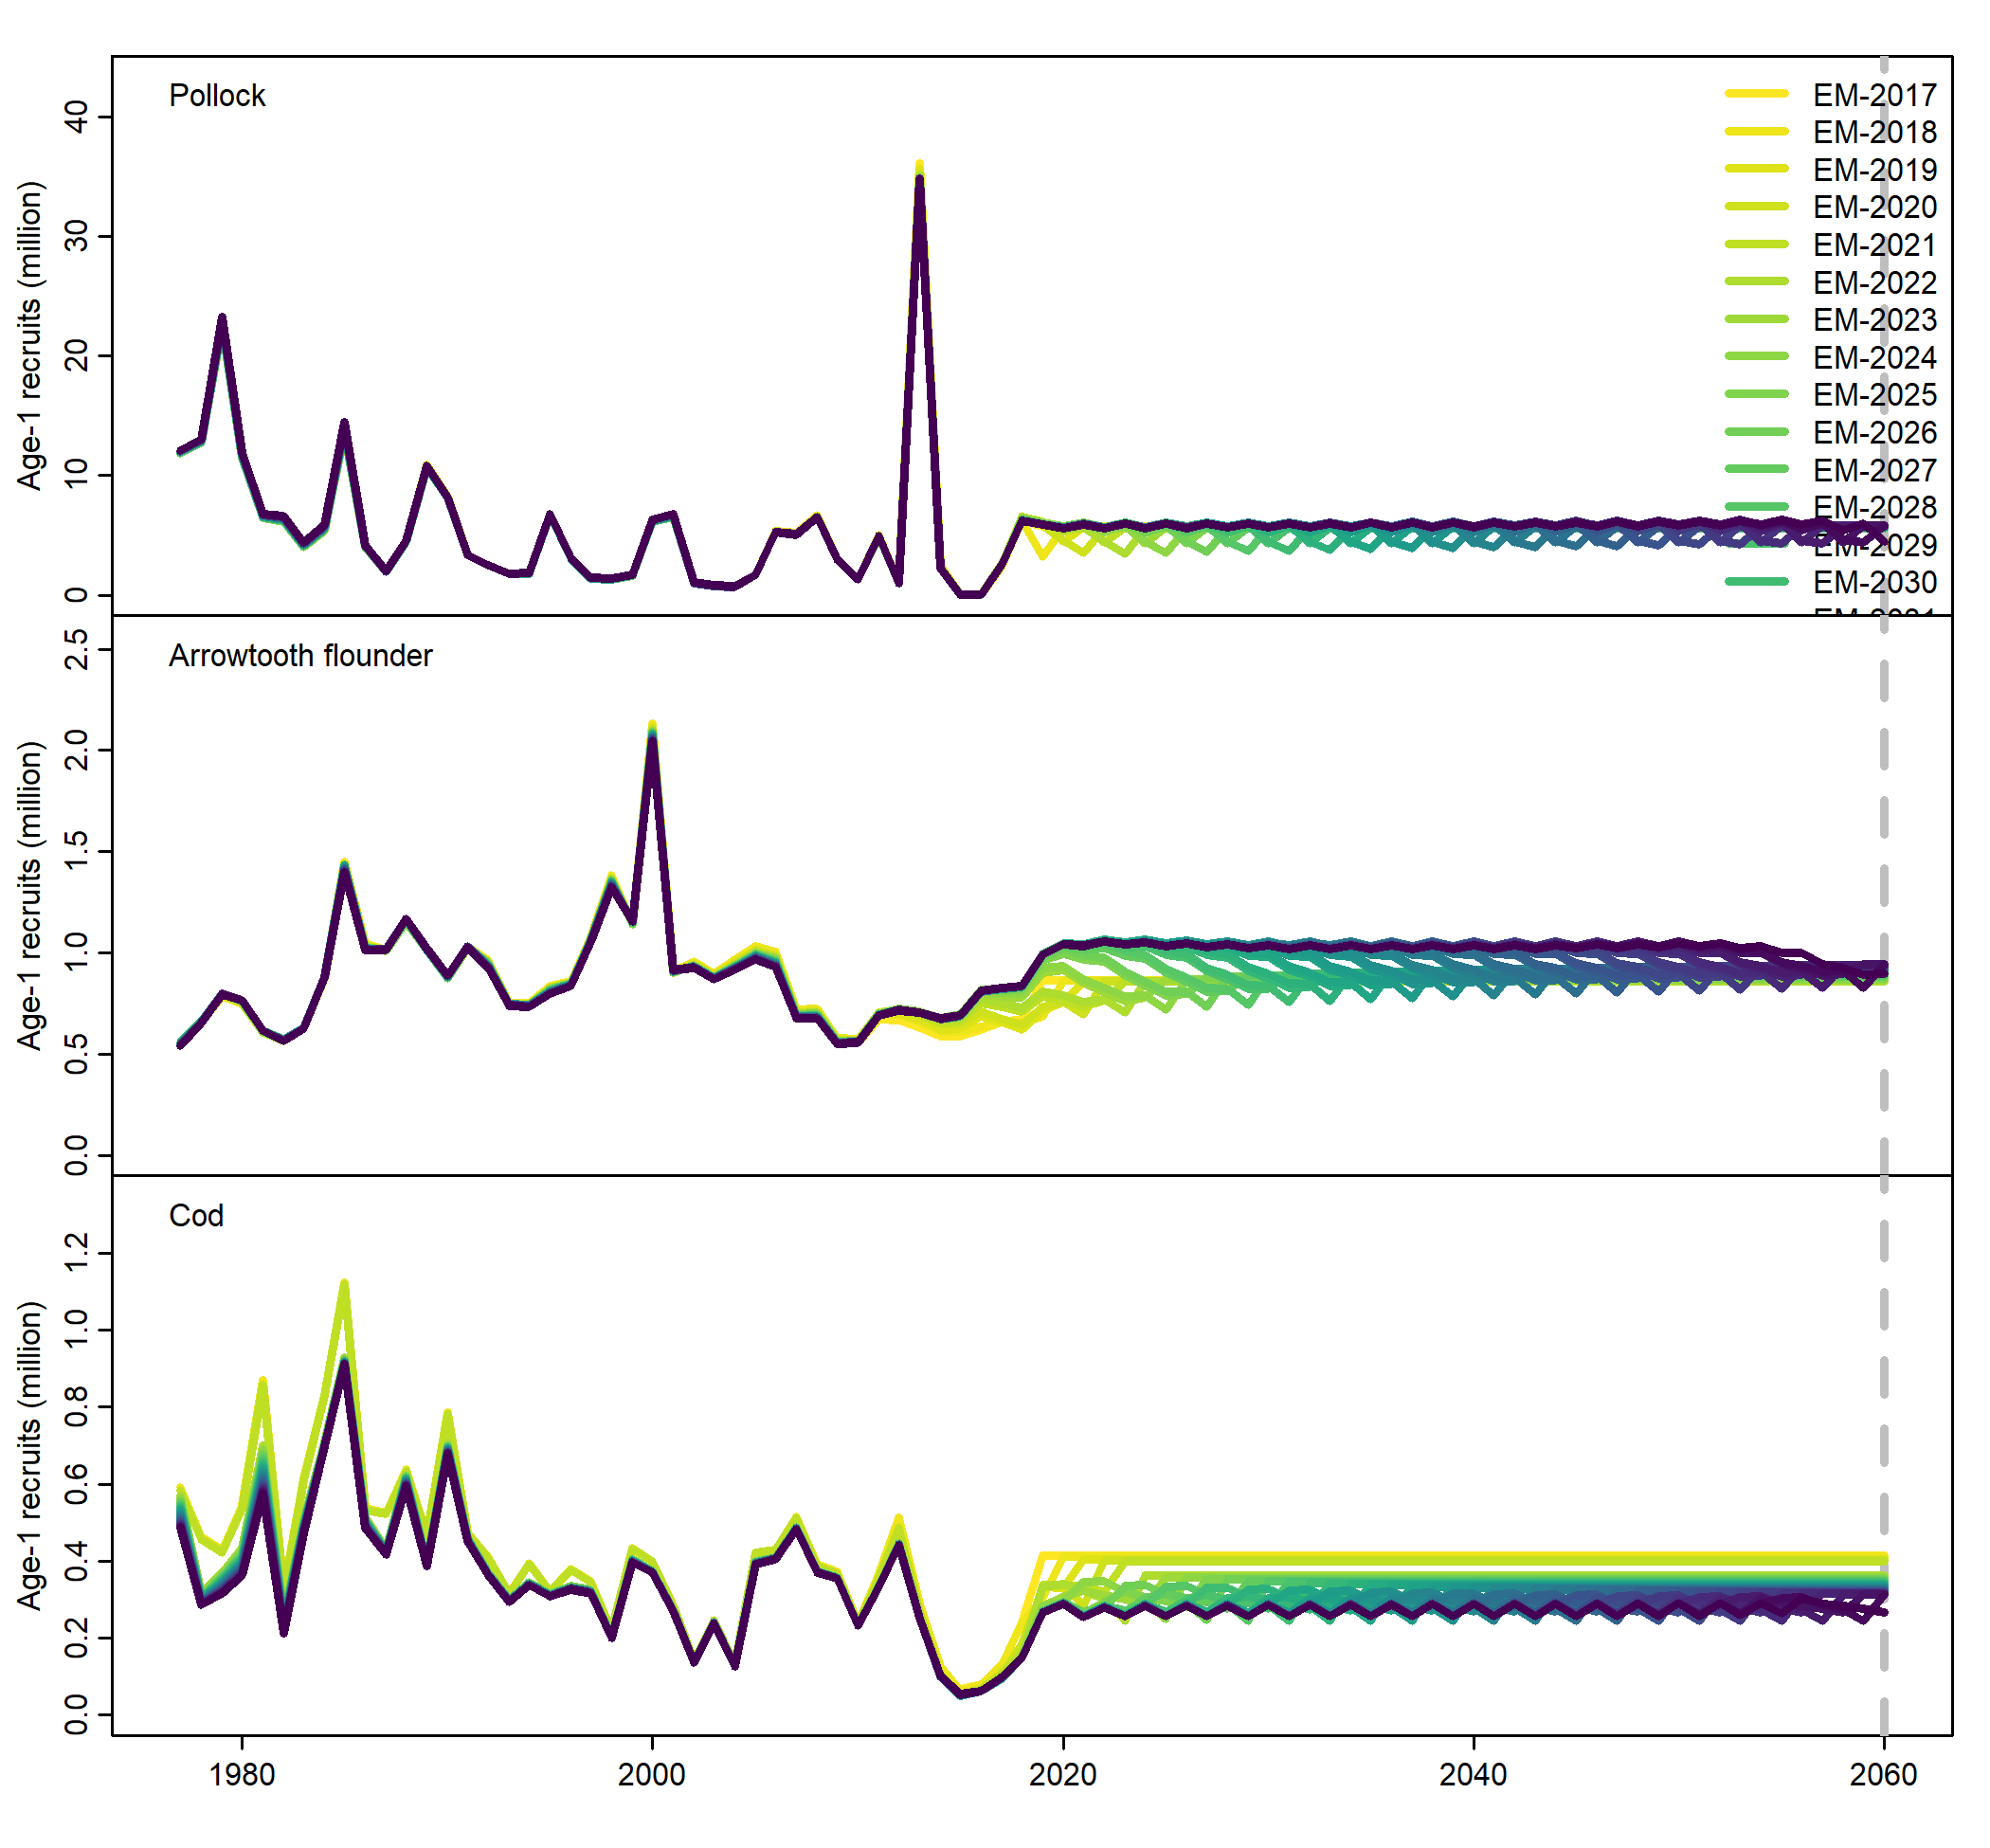 Pollock
Age-1 recruits (million)
40
30
20
10
0
EM-2017
EM-2018
EM-2019
EM-2020
EM-2021
EM-2022
EM-2023
EM-2024
EM-2025
EM-2026
EM-2027
EM-2028
EM-2029
EM-2030
Arrowtooth flounder
Age-1 recruits (million)
2.5
2.0
1.5
1.0
0.5
0.0
Cod
Age-1 recruits (million)
1.2
1.0
0.8
0.6
0.4
0.2
0.0
1980 2000 2020 2040 2060